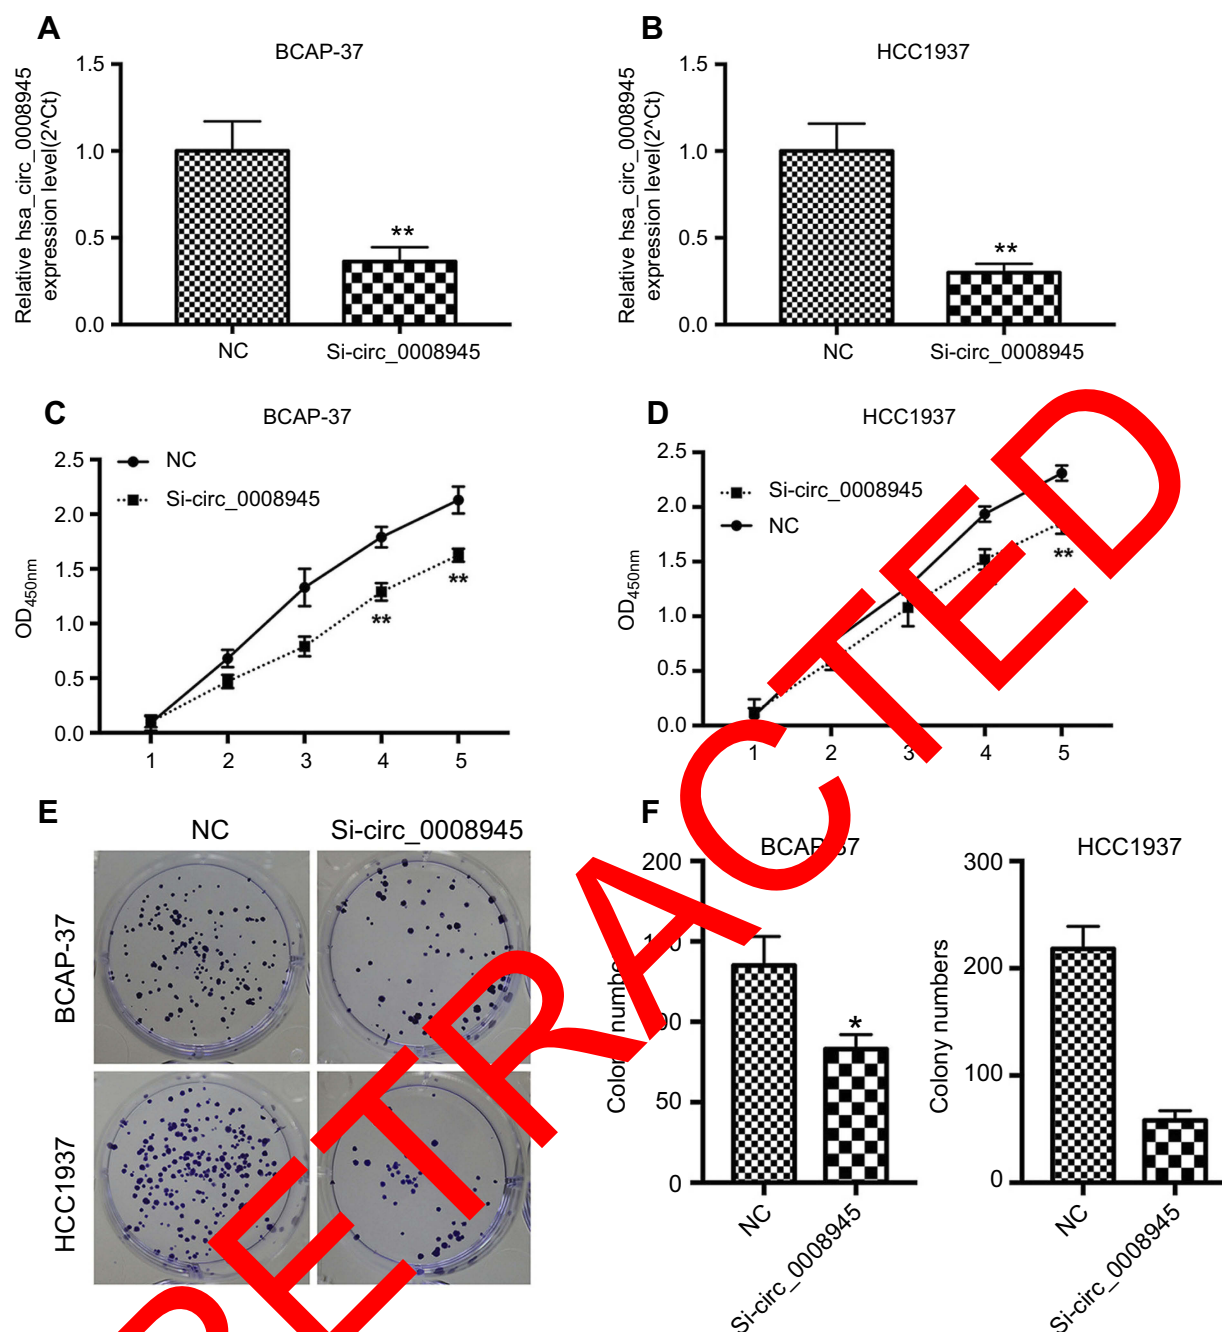 A
BCAP-37
Relative hsa_circ_0008945
expression level(2^Ct)
1.5
1.0
0.5
0.0
**
NC
Si-circ_0008945
B
HCC1937
Relative hsa_circ_0008945
expression level(2^Ct)
1.5
1.0
0.5
0.0
**
NC
Si-circ_0008945
C
BCAP-37
OD450nm
2.5
2.0
1.5
1.0
0.5
0.0
NC
Si-circ_0008945
**
**
1 2 3 4 5
D
HCC1937
OD450nm
2.5
2.0
1.5
1.0
0.5
0.0
Si-circ_0008945
NC
**
1 2 3 4 5
E
NC
Si-circ_0008945
BCAP-37
HCC1937
F
BCAP-37
Colony numbers
200
50
0
*
NC
Si-circ_0008945
HCC1937
Colony numbers
300
200
100
0
NC
Si-circ_0008945
RETRACTED